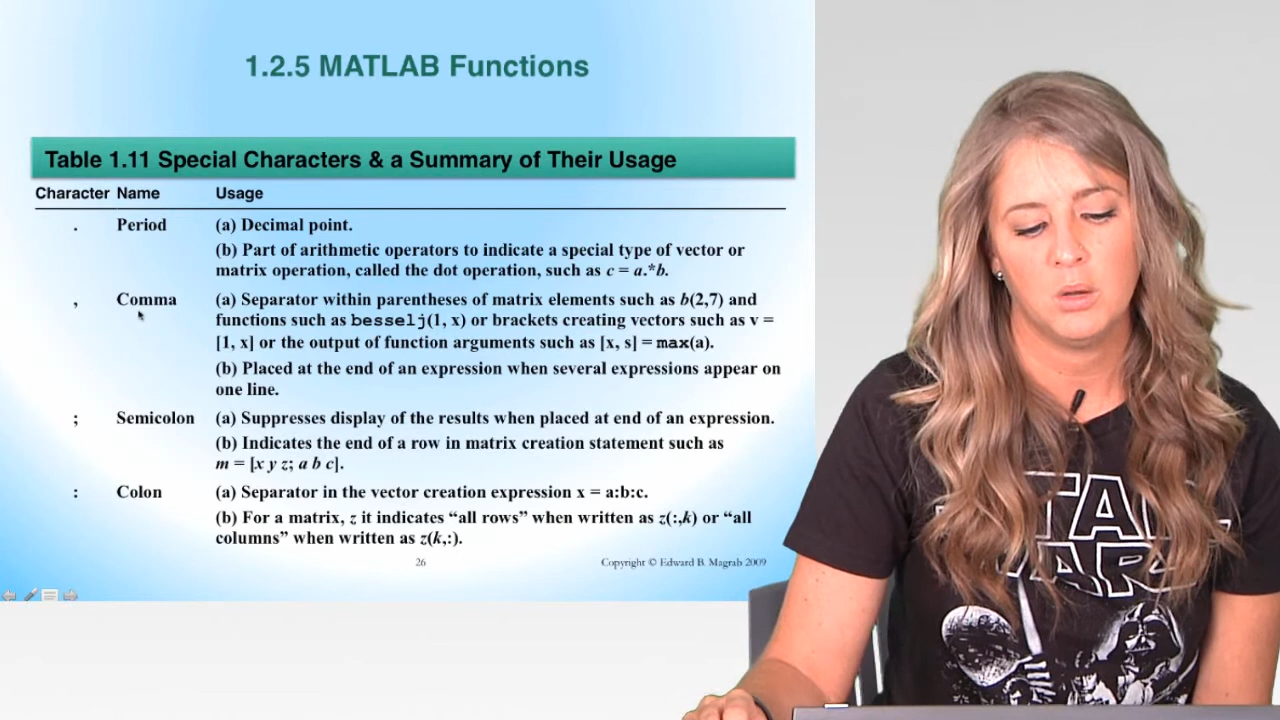 1.2.5 MATLAB Functions
Table 1.11 Special Characters & a Summary of Their Usage
Character Name Usage
. Period (a) Decimal point.
(b) Part of arithmetic operators to indicate a special type of vector or
matrix operation, called the dot operation, such as c = a.*b.
, Comma (a) Separator within parentheses of matrix elements such as b(2,7) and
functions such as besselj(1, x) or brackets creating vectors such as v =
[1, x] or the output of function arguments such as [x, s] = max(a).
(b) Placed at the end of an expression when several expressions appear on
one line.
; Semicolon (a) Suppresses display of the results when placed at end of an expression.
(b) Indicates the end of a row in matrix creation statement such as
m = [x y z; a b c].
: Colon (a) Separator in the vector creation expression x = a:b:c.
(b) For a matrix, z it indicates “all rows” when written as z(:,k) or “all
columns” when written as z(k,:).
26 Copyright © Edward B. Magrab 2009
STAR
WARS